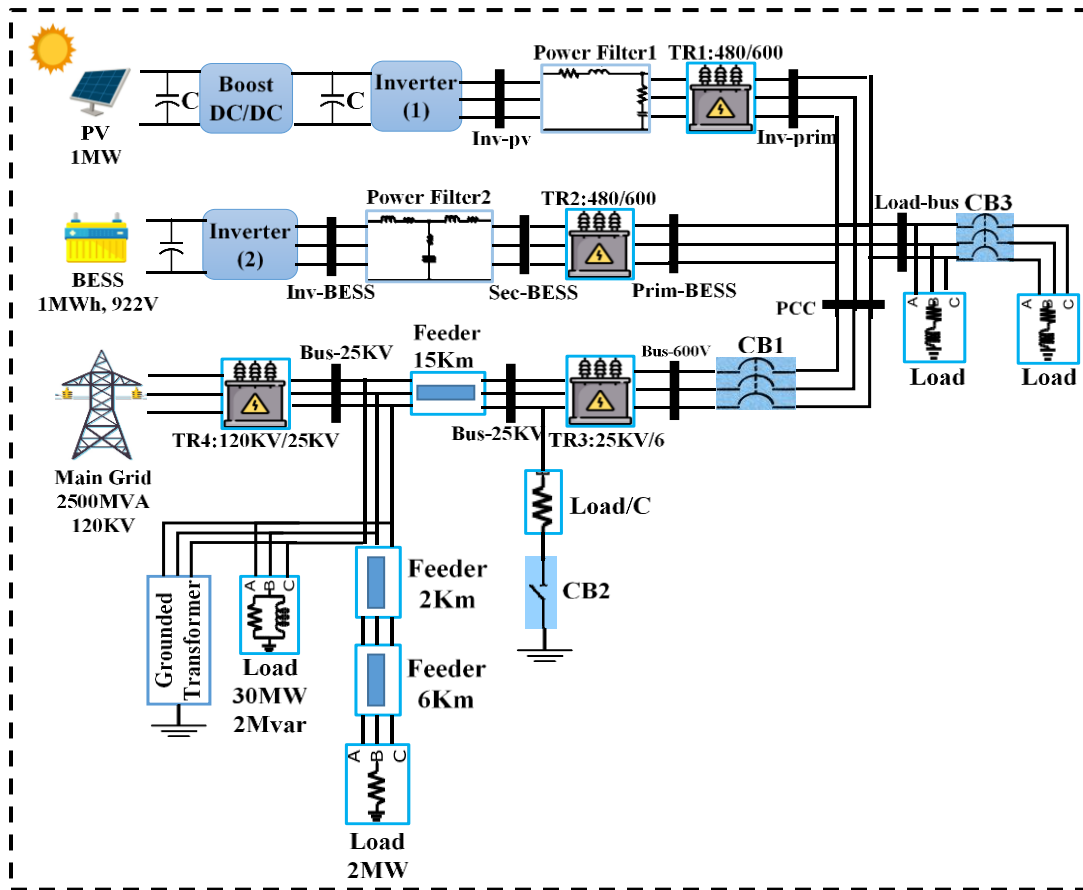 Power Filter1
TR1:480/600
PV
1MW
C
Boost
DC/DC
C
Inverter
(1)
Inv-pv
Inv-prim
BESS
1MWh, 922V
Inverter
(2)
Inv-BESS
Power Filter2
Sec-BESS
TR2:480/600
Prim-BESS
Load-bus
CB3
A
B
C
Load
A
B
C
Load
PCC
Main Grid
2500MVA
120KV
TR4:120KV/25KV
Bus-25KV
Feeder
15Km
Bus-25KV
TR3:25KV/6
Bus-600V
CB1
Load/C
CB2
Grounded
Transformer
A
B
C
Load
30MW
2Mvar
Feeder
2Km
Feeder
6Km
A
B
C
Load
2MW